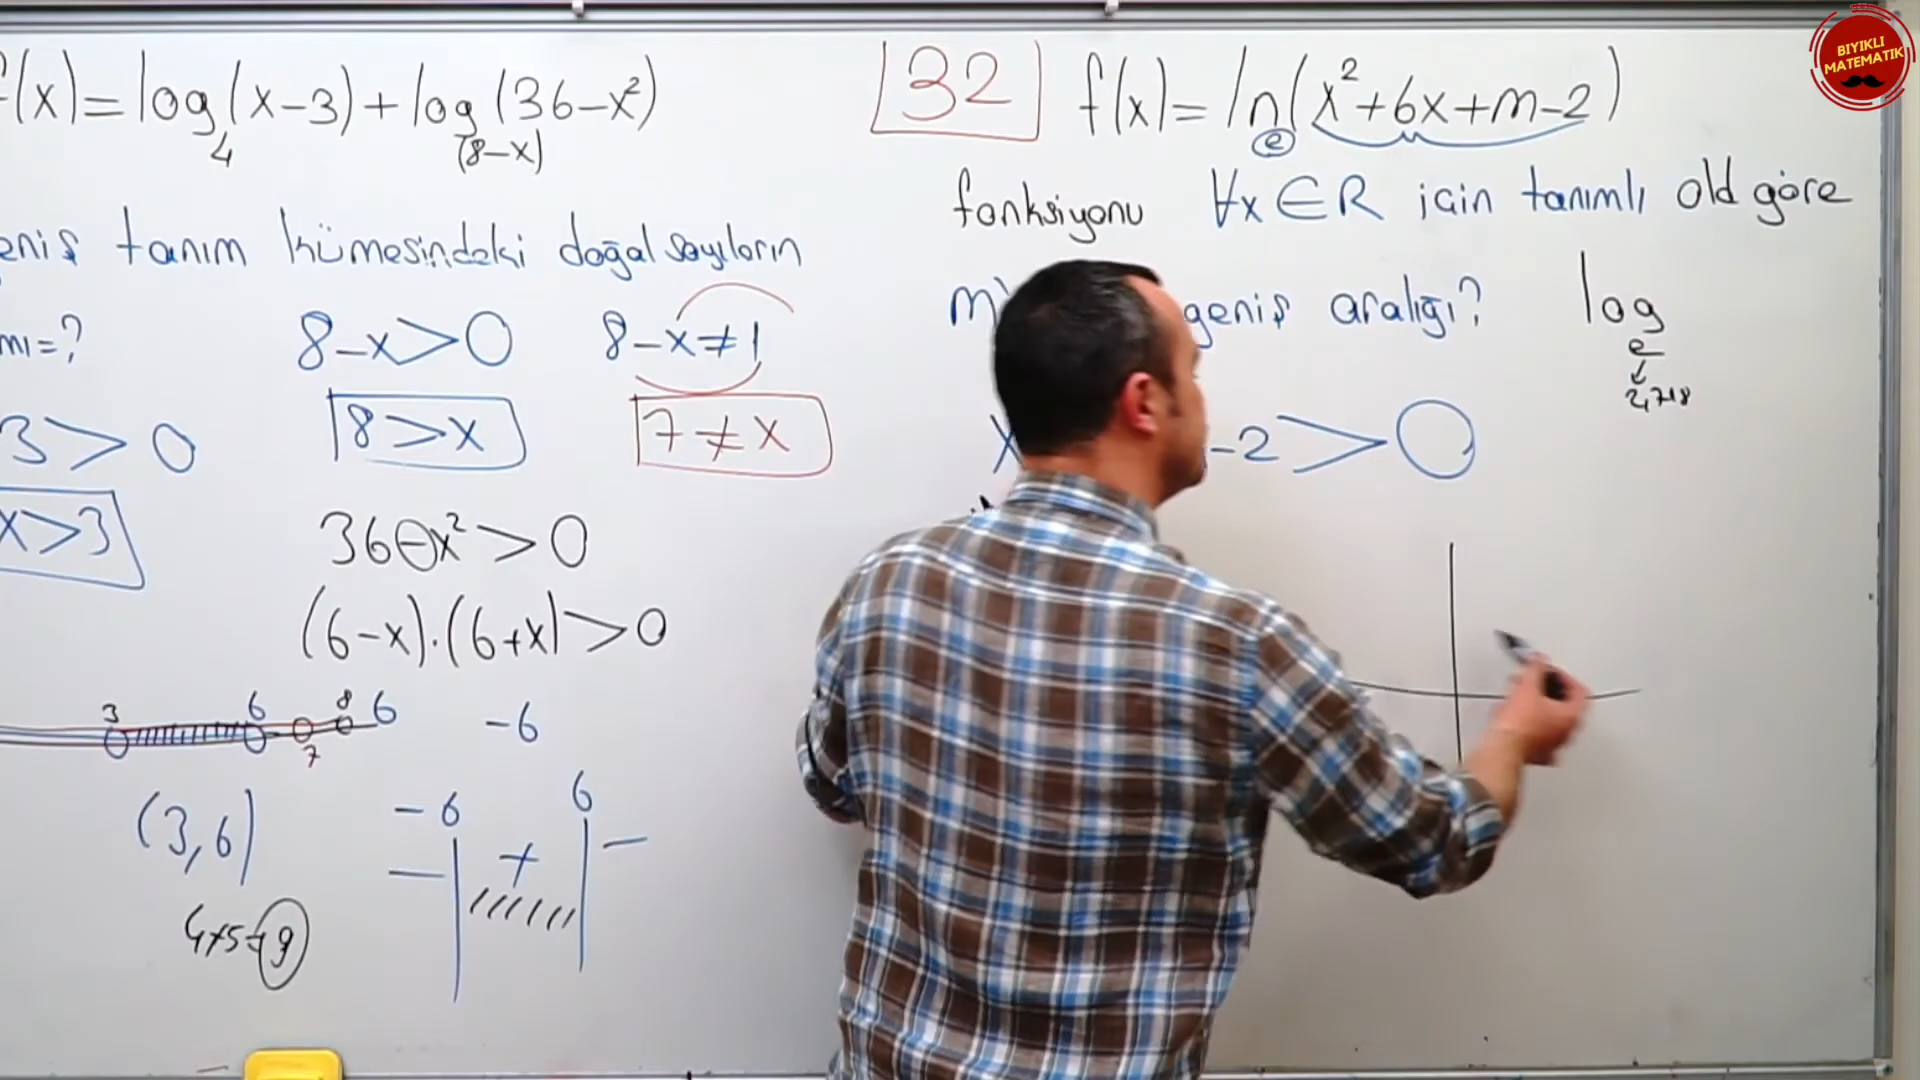 f(x)=log₄(x-3)+log₍₈₋ₓ₎(36-x²)
tanım kümesindeki doğal sayıların
=?
8-x>0
8-x≠1
3>0
8>x
7≠x
x>3
36-x²>0
(6-x).(6+x)>0
3 6 7 8
6 -6
(3,6)
-6 6
- + -
4+5=9
32
f(x)=ln(x²+6x+m-2)
e
fonksiyonu ∀x∈R için tanımlı old göre
geniş aralığı?
log
e
2,718
-2>0
BIYIKLI
MATEMATİK